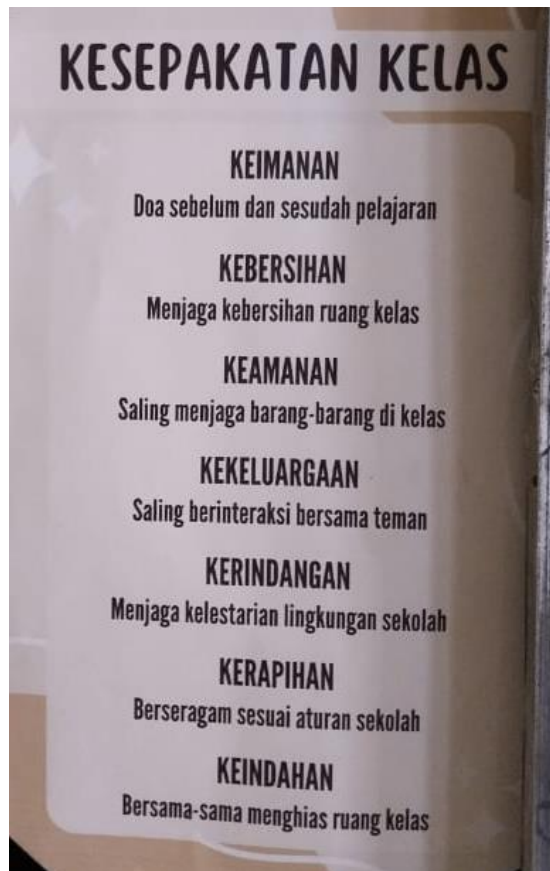 KESEPAKATAN KELAS
KEIMANAN
Doa sebelum dan sesudah pelajaran
KEBERSIHAN
Menjaga kebersihan ruang kelas
KEAMANAN
Saling menjaga barang-barang di kelas
KEKELUARGAAN
Saling berinteraksi bersama teman
KERINDANGAN
Menjaga kelestarian lingkungan sekolah
KERAPIHAN
Berseragam sesuai aturan sekolah
KEINDAHAN
Bersama-sama menghias ruang kelas